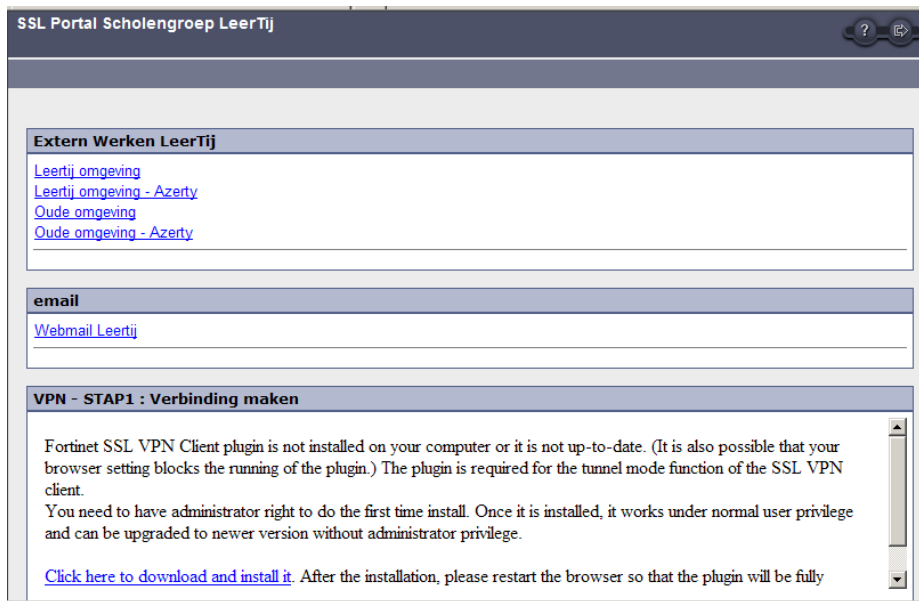 SSL Portal Scholengroep LeerTij
?
Extern Werken LeerTij
Leertij omgeving
Leertij omgeving - Azerty
Oude omgeving
Oude omgeving - Azerty
email
Webmail Leertij
VPN - STAP1 : Verbinding maken
Fortinet SSL VPN Client plugin is not installed on your computer or it is not up-to-date. (It is also possible that your
browser setting blocks the running of the plugin.) The plugin is required for the tunnel mode function of the SSL VPN
client.
You need to have administrator right to do the first time install. Once it is installed, it works under normal user privilege
and can be upgraded to newer version without administrator privilege.
Click here to download and install it. After the installation, please restart the browser so that the plugin will be fully